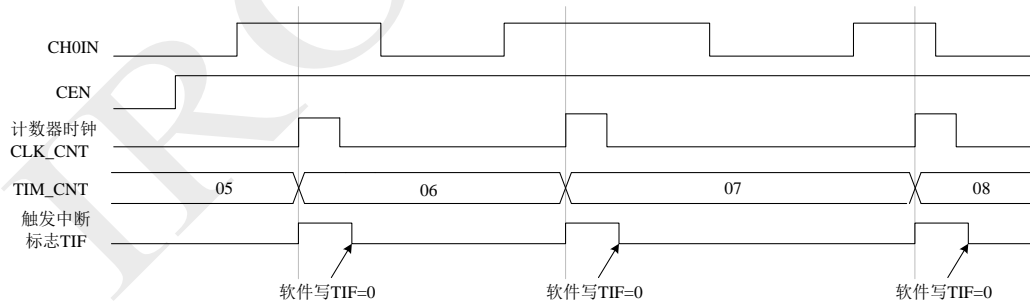 CH0IN
CEN
计数器时钟
CLK_CNT
TIM_CNT 05 06 07 08
触发中断
标志TIF
软件写TIF=0 软件写TIF=0 软件写TIF=0